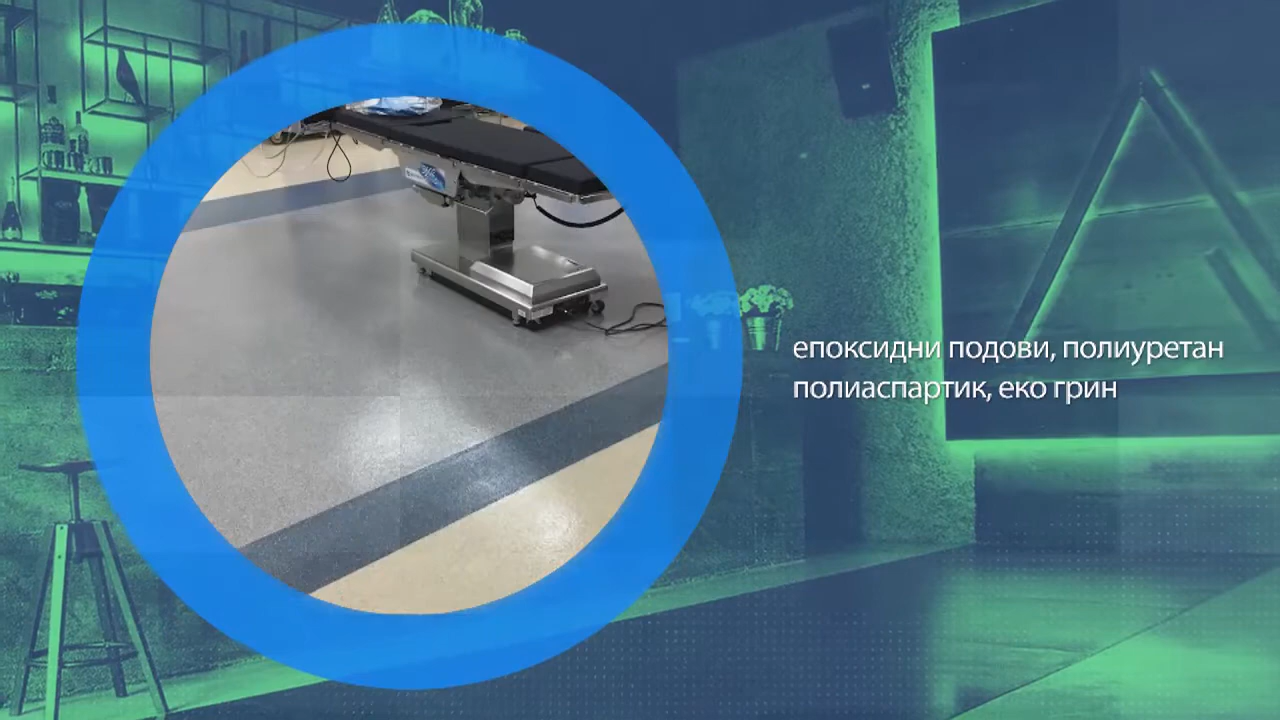 епоксидни подови, полиуретан
полиаспартик, еко грин